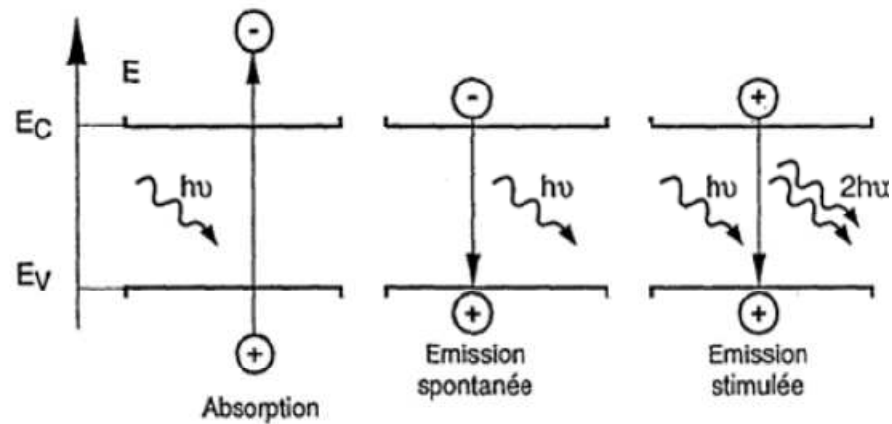 E
E_C
E_V
-
hυ
+
Absorption
-
hυ
+
Emission
spontanée
+
hυ
2hυ
+
Emission
stimulée